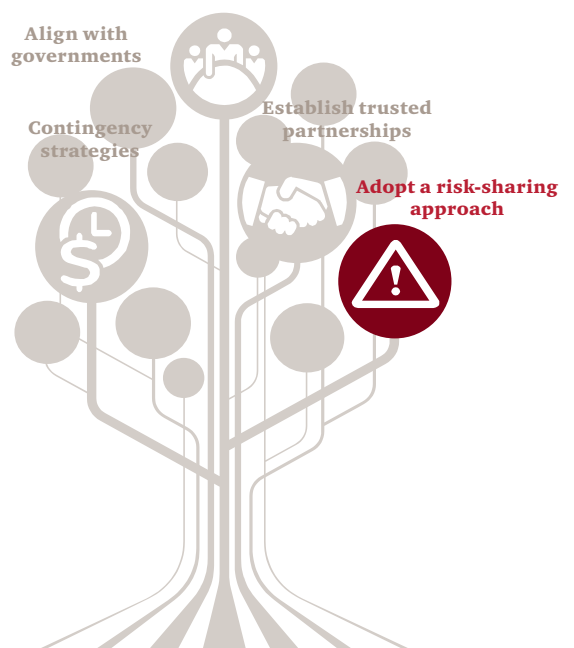 Align with
governments
Establish trusted
partnerships
Contingency
strategies
Adopt a risk-sharing
approach
$
!